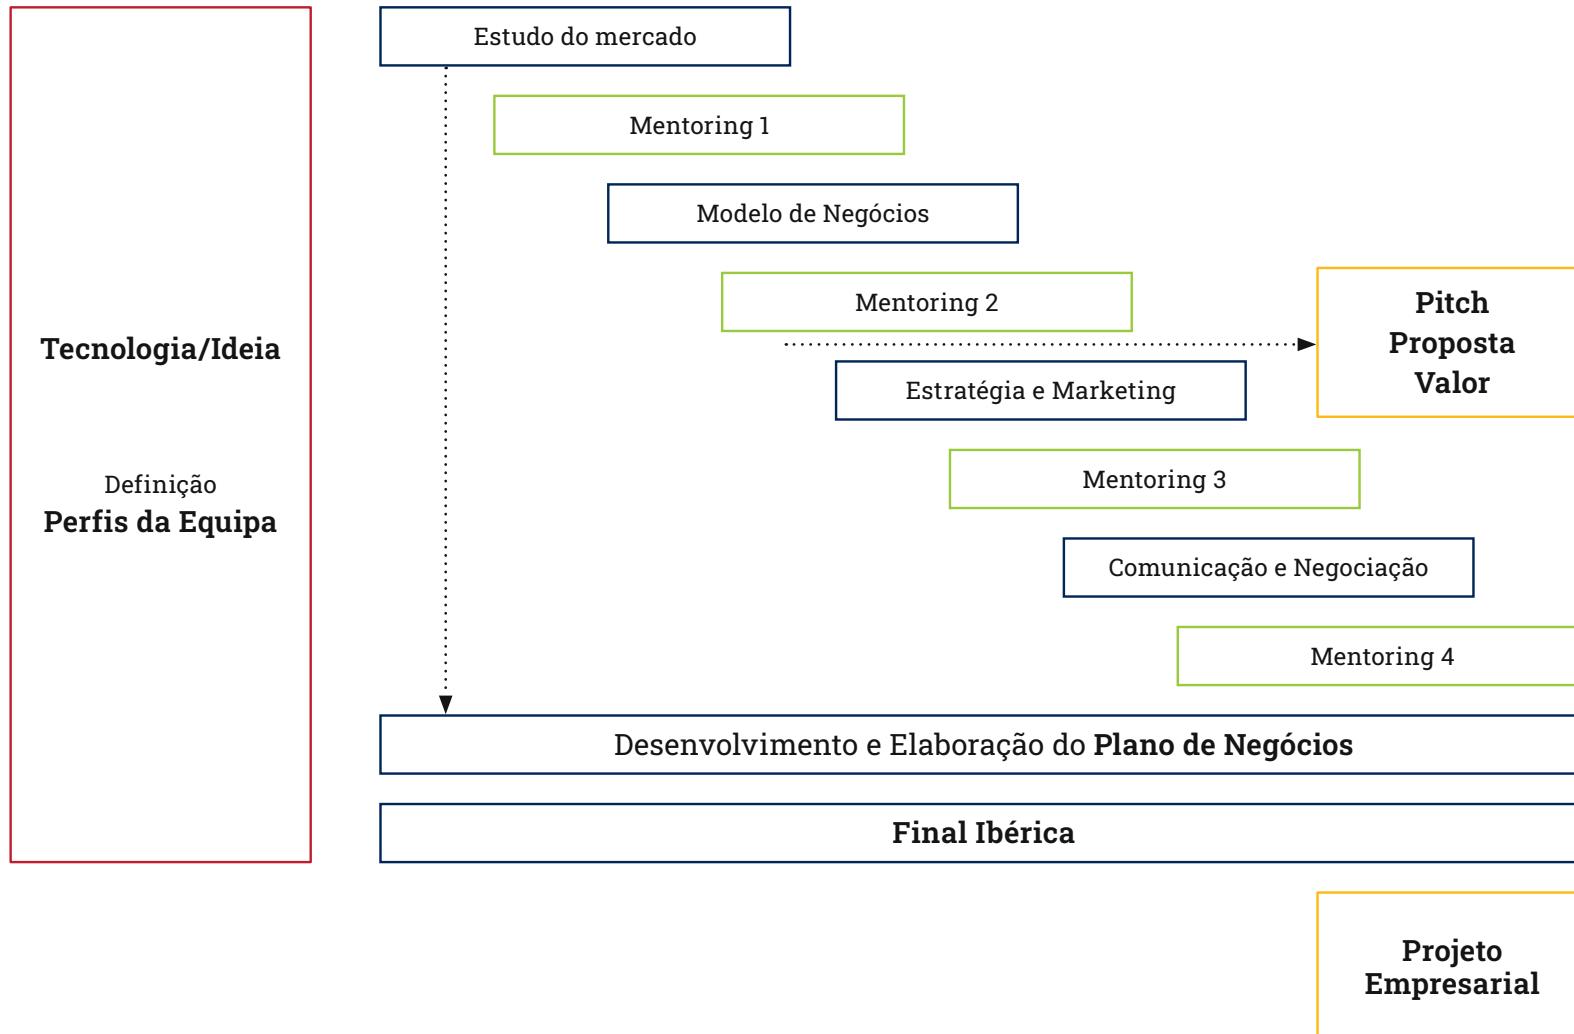 Estudo do mercado
Mentoring 1
Modelo de Negócios
Mentoring 2
Pitch
Proposta
Valor
Tecnologia/Ideia
Estratégia e Marketing
Mentoring 3
Definição
Perfis da Equipa
Comunicação e Negociação
Mentoring 4
Desenvolvimento e Elaboração do Plano de Negócios
Final Ibérica
Projeto
Empresarial